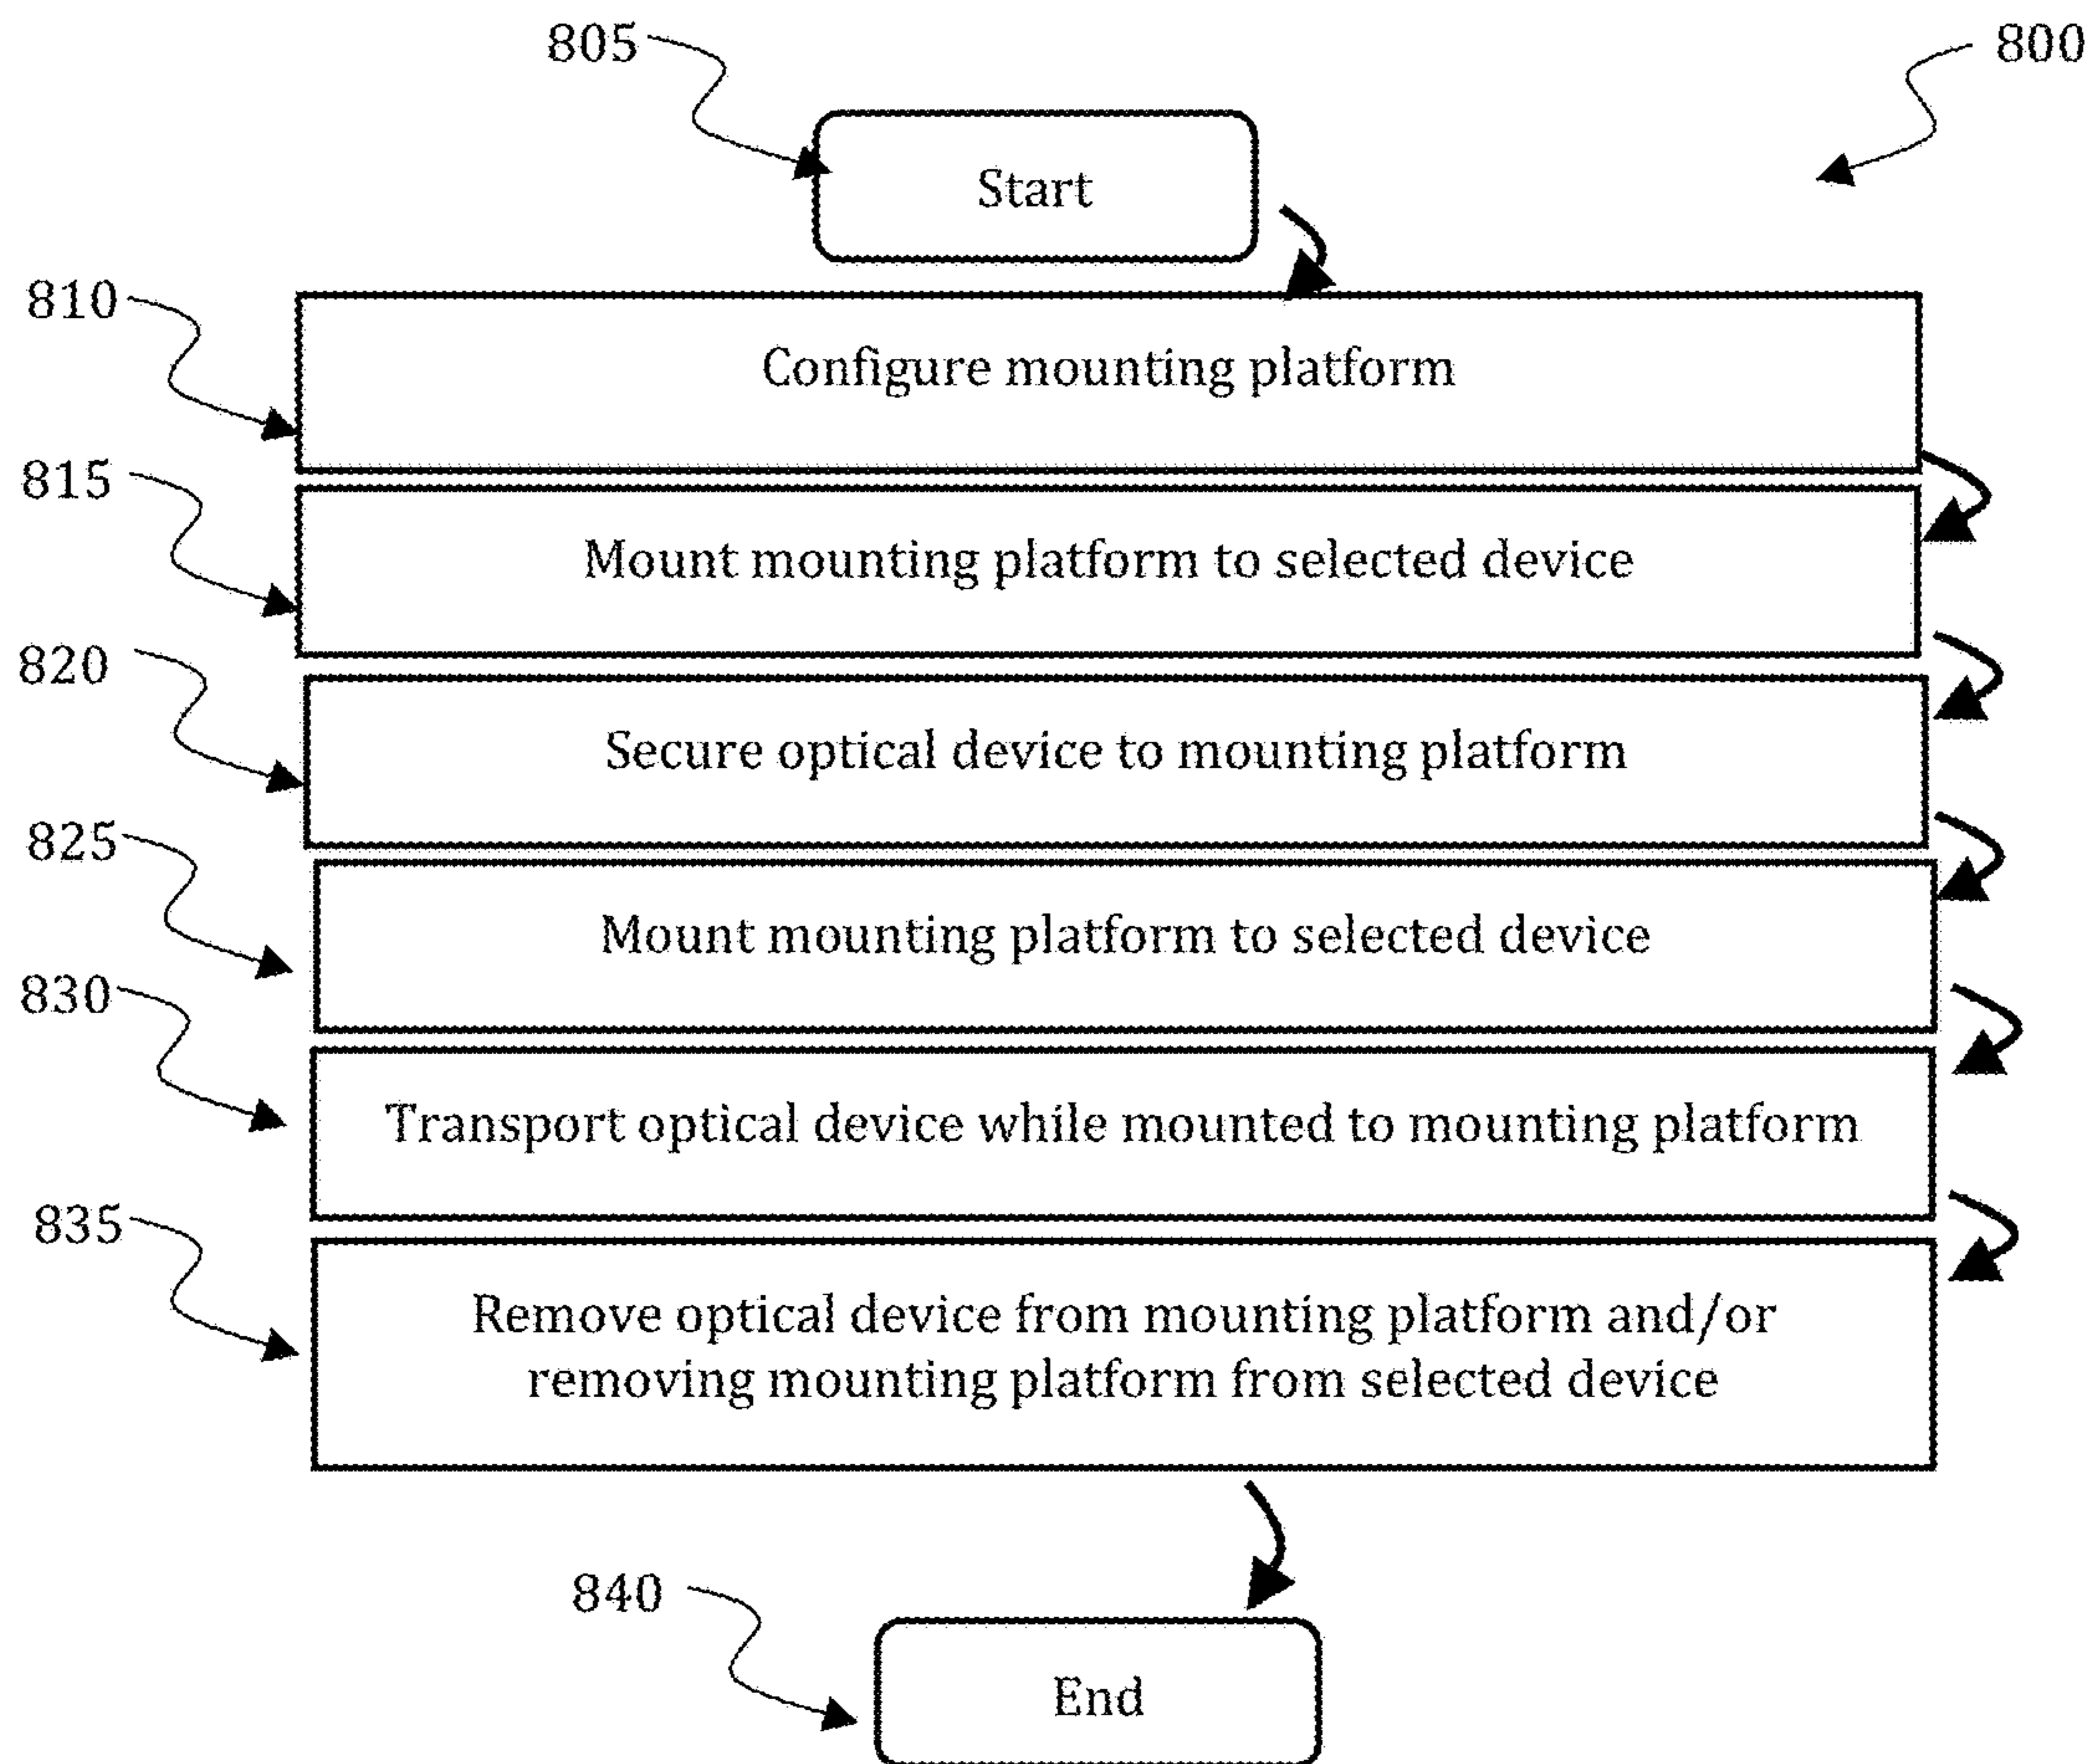 805
800
Start
810
Configure mounting platform
815
Mount mounting platform to selected device
820
Secure optical device to mounting platform
825
Mount mounting platform to selected device
830
Transport optical device while mounted to mounting platform
835
Remove optical device from mounting platform and/or
removing mounting platform from selected device
840
End